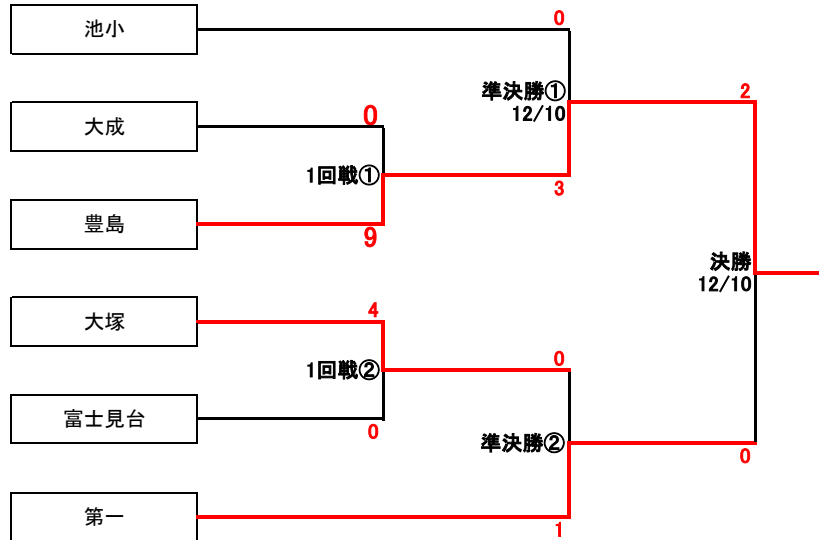 池小
0
準決勝①
12/10
2
大成
0
1回戦①
3
豊島
9
決勝
12/10
大塚
4
1回戦②
0
富士見台
0
準決勝②
0
第一
1